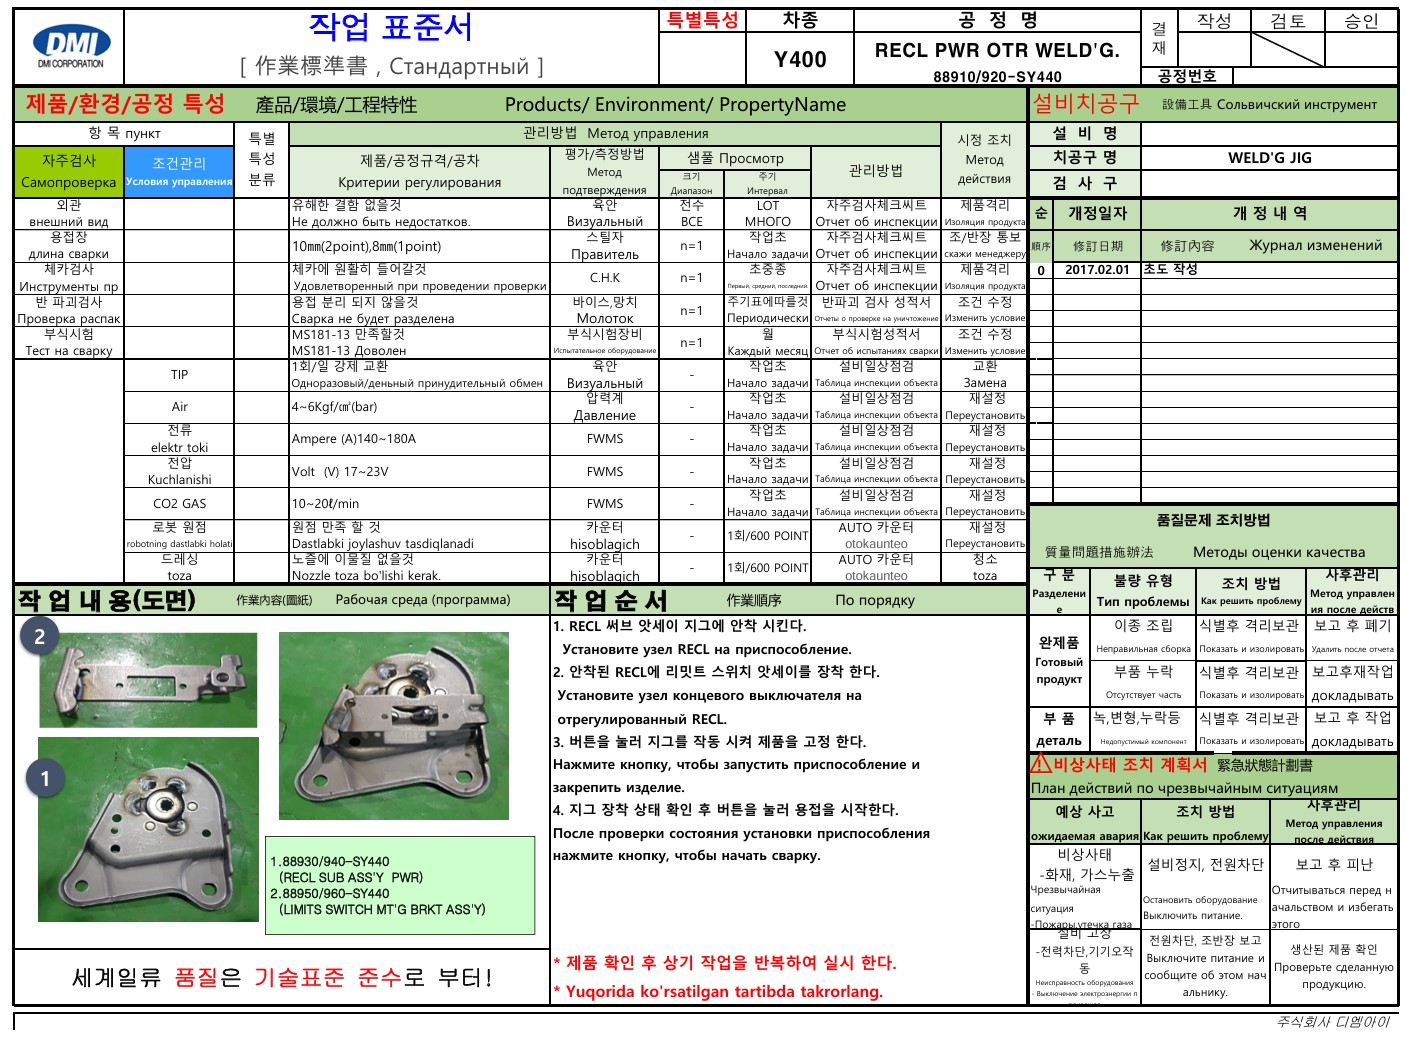 DMI
DMI CORPORATION
작업 표준서
[ 作業標準書 , Стандартный ]
특별특성
차종
Y400
공 정 명
RECL PWR OTR WELD'G.
88910/920-SY440
결재
작성
검토
승인
공정번호
제품/환경/공정 특성 産品/環境/工程特性 Products/ Environment/ PropertyName
항 목 пункт
특별
특성
분류
관리방법 Метод управления
시정 조치
Метод
действия
자주검사
Самопроверка
조건관리
Условия управления
제품/공정규격/공차
Критерии регулирования
평가/측정방법
Метод
подтверждения
샘풀 Просмотр
크기
Диапазон
주기
Интервал
관리방법
외관
внешний вид
유해한 결함 없을것
Не должно быть недостатков.
육안
Визуальный
전수
ВСЕ
LOT
МНОГО
자주검사체크씨트
Отчет об инспекции
제품격리
Изоляция продукта
용접장
длина сварки
10㎜(2point),8㎜(1point)
스틸자
Правитель
n=1
작업초
Начало задачи
자주검사체크씨트
Отчет об инспекции
조/반장 통보
скажи менеджеру
체카검사
Инструменты пр
체카에 원활히 들어갈것
Удовлетворенный при проведении проверки
C.H.K
n=1
초중종
Первый, средний, последний.
자주검사체크씨트
Отчет об инспекции
제품격리
Изоляция продукта
반 파괴검사
Проверка распак
용접 분리 되지 않을것
Сварка не будет разделена
바이스,망치
Молоток
n=1
주기표에따를것
Периодически
반파괴 검사 성적서
Отчеты о проверке на уничтожение
조건 수정
Изменить условие
부식시험
Тест на сварку
MS181-13 만족할것
MS181-13 Доволен
부식시험장비
Испытательное оборудование
n=1
월
Каждый месяц
부식시험성적서
Отчет об испытаниях сварки
조건 수정
Изменить условие
TIP
1회/일 강제 교환
Одноразовый/деньный принудительный обмен
육안
Визуальный
-
작업초
Начало задачи
설비일상점검
Таблица инспекции объекта
교환
Замена
Air
4~6Kgf/㎠(bar)
압력계
Давление
-
작업초
Начало задачи
설비일상점검
Таблица инспекции объекта
재설정
Переустановить
전류
elektr toki
Ampere (A)140~180A
FWMS
-
작업초
Начало задачи
설비일상점검
Таблица инспекции объекта
재설정
Переустановить
전압
Kuchlanishi
Volt (V) 17~23V
FWMS
-
작업초
Начало задачи
설비일상점검
Таблица инспекции объекта
재설정
Переустановить
CO2 GAS
10~20ℓ/min
FWMS
-
작업초
Начало задачи
설비일상점검
Таблица инспекции объекта
재설정
Переустановить
로봇 원점
robotning dastlabki holati
원점 만족 할 것
Dastlabki joylashuv tasdiqlanadi
카운터
hisoblagich
-
1회/600 POINT
AUTO 카운터
otokaunteo
재설정
Переустановить
드레싱
toza
노즐에 이물질 없을것
Nozzle toza bo'lishi kerak.
카운터
hisoblagich
-
1회/600 POINT
AUTO 카운터
otokaunteo
청소
toza
설비치공구 設備工具 Сольвичский инструмент
설 비 명
치공구 명
WELD'G JIG
검 사 구
순
개정일자
개 정 내 역
順序
修訂日期
修訂內容 Журнал изменений
0
2017.02.01
초도 작성
품질문제 조치방법
質量問題措施辦法 Методы оценки качества
구 분
Разделени
е
불량 유형
Тип проблемы
조치 방법
Как решить проблему
사후관리
Метод управлен
ия после действ
완제품
Готовый
продукт
이종 조립
Неправильная сборка
식별후 격리보관
Показать и изолировать
보고 후 폐기
Удалить после отчета
부품 누락
Отсутствует часть
식별후 격리보관
Показать и изолировать
보고후재작업
докладывать
부 품
деталь
녹,변형,누락등
Недопустимый компонент
식별후 격리보관
Показать и изолировать
보고 후 작업
докладывать
비상사태 조치 계획서 緊急狀態計劃書
План действий по чрезвычайным ситуациям
예상 사고
ожидаемая авария
조치 방법
Как решить проблему
사후관리
Метод управления
после действия
비상사태
-화재, 가스누출
Чрезвычайная
ситуация
-Пожары,утечка газа
설비정지, 전원차단
Остановить оборудование
Выключить питание.
보고 후 피난
Отчитываться перед н
ачальством и избегать
этого
설비 고장
-전력차단,기기오작
동
Неисправность оборудования
- Выключение электроэнергии п
전원차단, 조반장 보고
Выключите питание и
сообщите об этом нач
альнику.
생산된 제품 확인
Проверьте сделанную
продукцию.
작 업 내 용(도면) 作業內容(圖紙) Рабочая среда (программа)
2
1
1.88930/940-SY440
(RECL SUB ASS'Y PWR)
2.88950/960-SY440
(LIMITS SWITCH MT'G BRKT ASS'Y)
세계일류 품질은 기술표준 준수로 부터!
작 업 순 서 作業順序 По порядку
1. RECL 써브 앗세이 지그에 안착 시킨다.
Установите узел RECL на приспособление.
2. 안착된 RECL에 리밋트 스위치 앗세이를 장착 한다.
Установите узел концевого выключателя на
отрегулированный RECL.
3. 버튼을 눌러 지그를 작동 시켜 제품을 고정 한다.
Нажмите кнопку, чтобы запустить приспособление и
закрепить изделие.
4. 지그 장착 상태 확인 후 버튼을 눌러 용접을 시작한다.
После проверки состояния установки приспособления
нажмите кнопку, чтобы начать сварку.
* 제품 확인 후 상기 작업을 반복하여 실시 한다.
* Yuqorida ko'rsatilgan tartibda takrorlang.
주식회사 디엠아이